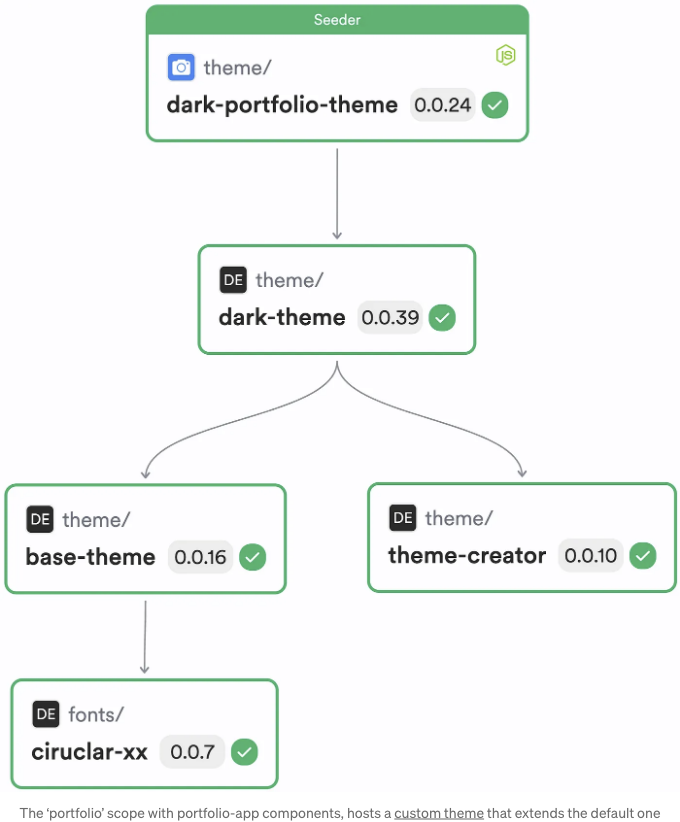 Seeder
JS
theme/
dark-portfolio-theme 0.0.24
DE theme/
dark-theme 0.0.39
DE theme/
base-theme 0.0.16
DE theme/
theme-creator 0.0.10
DE fonts/
ciruclar-xx 0.0.7
The ‘portfolio’ scope with portfolio-app components, hosts a custom theme that extends the default one